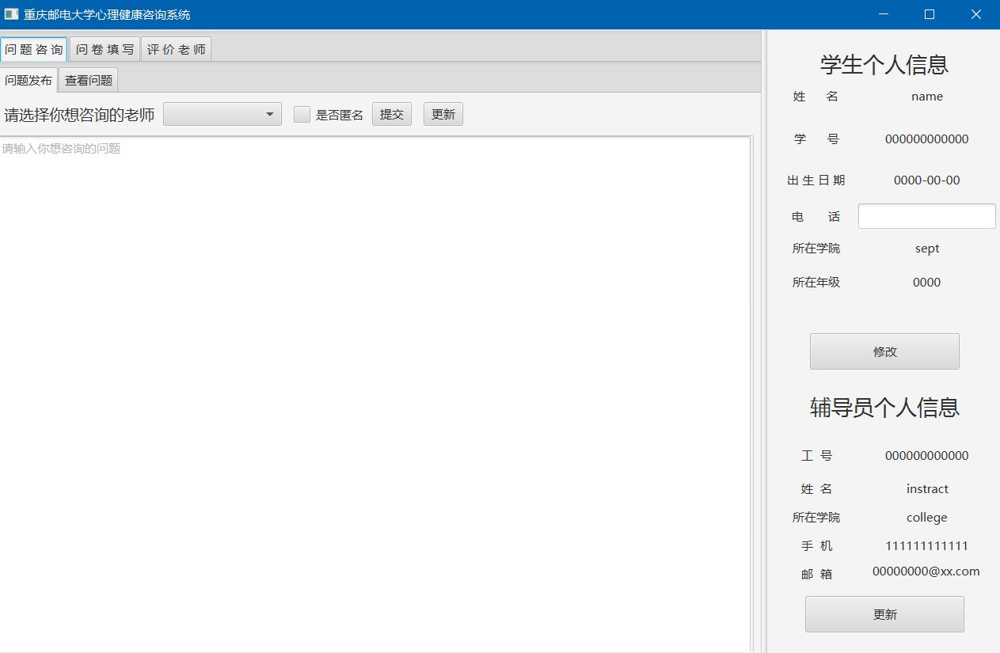 重庆邮电大学心理健康咨询系统
问 题 咨 询 问 卷 填 写 评 价 老 师
问题发布 查看问题
请选择你想咨询的老师 是否匿名 提交 更新
请输入你想咨询的问题
学生个人信息
姓 名 name
学 号 000000000000
出 生 日 期 0000-00-00
电 话
所在学院 sept
所在年级 0000
修改
辅导员个人信息
工 号 000000000000
姓 名 instract
所在学院 college
手 机 111111111111
邮 箱 00000000@xx.com
更新